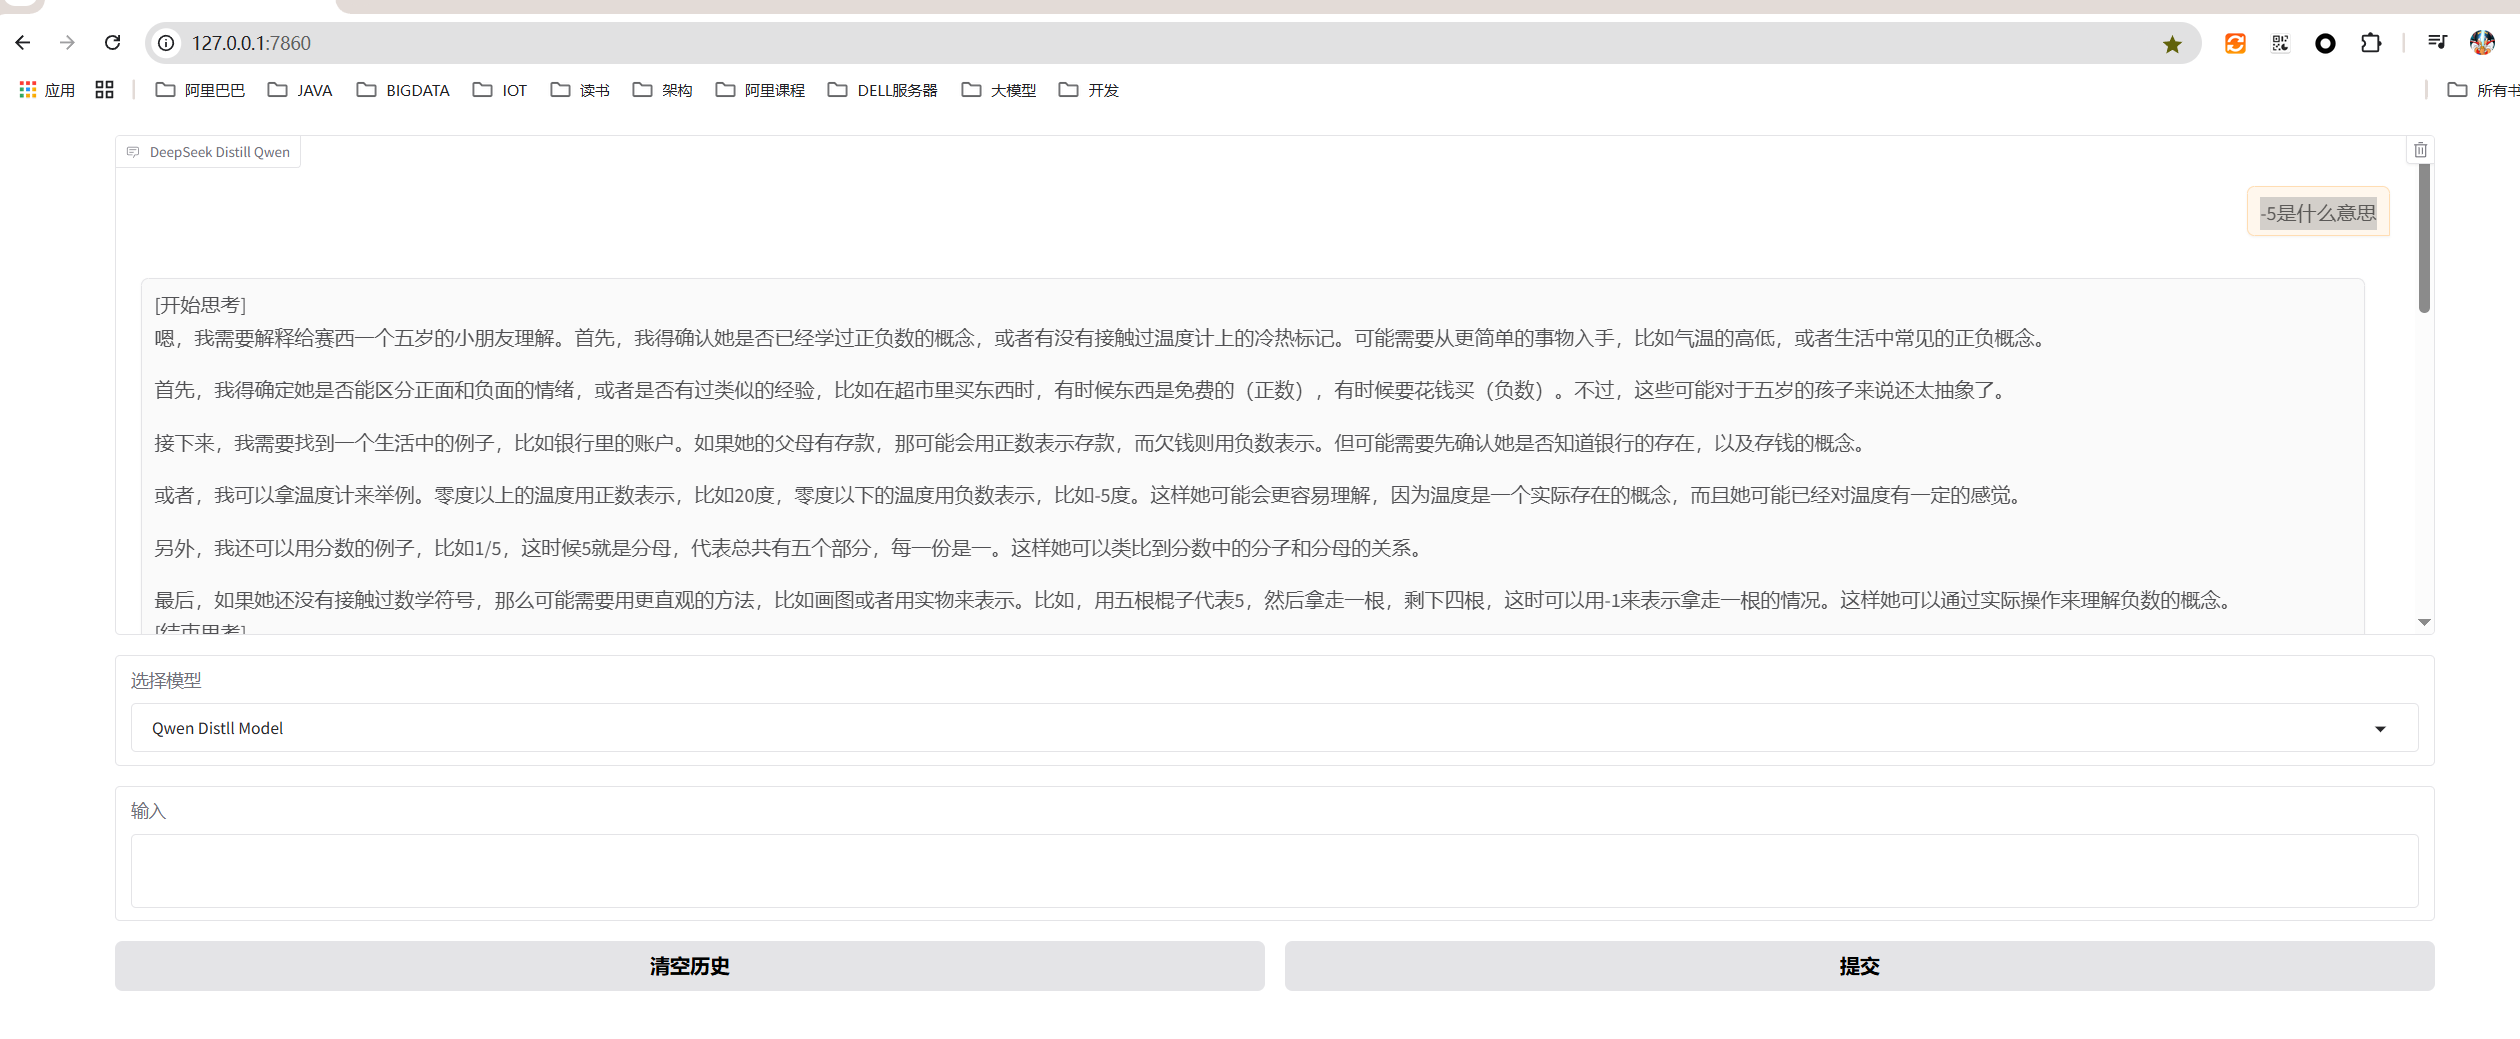 127.0.0.1:7860
应用
阿里巴巴
JAVA
BIGDATA
IOT
读书
架构
阿里课程
DELL服务器
大模型
开发
所有书
DeepSeek Distill Qwen
-5是什么意思
[开始思考]
嗯，我需要解释给赛西一个五岁的小朋友理解。首先，我得确认她是否已经学过正负数的概念，或者有没有接触过温度计上的冷热标记。可能需要从更简单的事物入手，比如气温的高低，或者生活中常见的正负概念。
首先，我得确定她是否能区分正面和负面的情绪，或者是否有过类似的经验，比如在超市里买东西时，有时候东西是免费的（正数），有时候要花钱买（负数）。不过，这些可能对于五岁的孩子来说还太抽象了。
接下来，我需要找到一个生活中的例子，比如银行里的账户。如果她的父母有存款，那可能会用正数表示存款，而欠钱则用负数表示。但可能需要先确认她是否知道银行的存在，以及存钱的概念。
或者，我可以拿温度计来举例。零度以上的温度用正数表示，比如20度，零度以下的温度用负数表示，比如-5度。这样她可能会更容易理解，因为温度是一个实际存在的概念，而且她可能已经对温度有一定的感觉。
另外，我还可以用分数的例子，比如1/5，这时候5就是分母，代表总共有五个部分，每一份是一。这样她可以类比到分数中的分子和分母的关系。
最后，如果她还没有接触过数学符号，那么可能需要用更直观的方法，比如画图或者用实物来表示。比如，用五根棍子代表5，然后拿走一根，剩下四根，这时可以用-1来表示拿走一根的情况。这样她可以通过实际操作来理解负数的概念。
[结束思考]
选择模型
Qwen Distll Model
输入
清空历史
提交